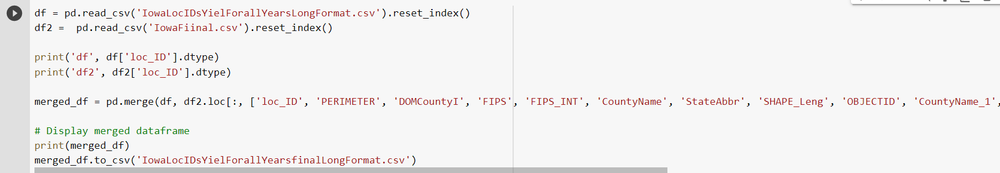 df = pd.read_csv('IowaLocIDsYielForallYearsLongFormat.csv').reset_index()
df2 =  pd.read_csv('IowaFiinal.csv').reset_index()
print('df', df['loc_ID'].dtype)
print('df2', df2['loc_ID'].dtype)
merged_df = pd.merge(df, df2.loc[:, ['loc_ID', 'PERIMETER', 'DOMCountyI', 'FIPS', 'FIPS_INT', 'CountyName', 'StateAbbr', 'SHAPE_Leng', 'OBJECTID', 'CountyName_1',
# Display merged dataframe
print(merged_df)
merged_df.to_csv('IowaLocIDsYielForallYearsfinalLongFormat.csv')